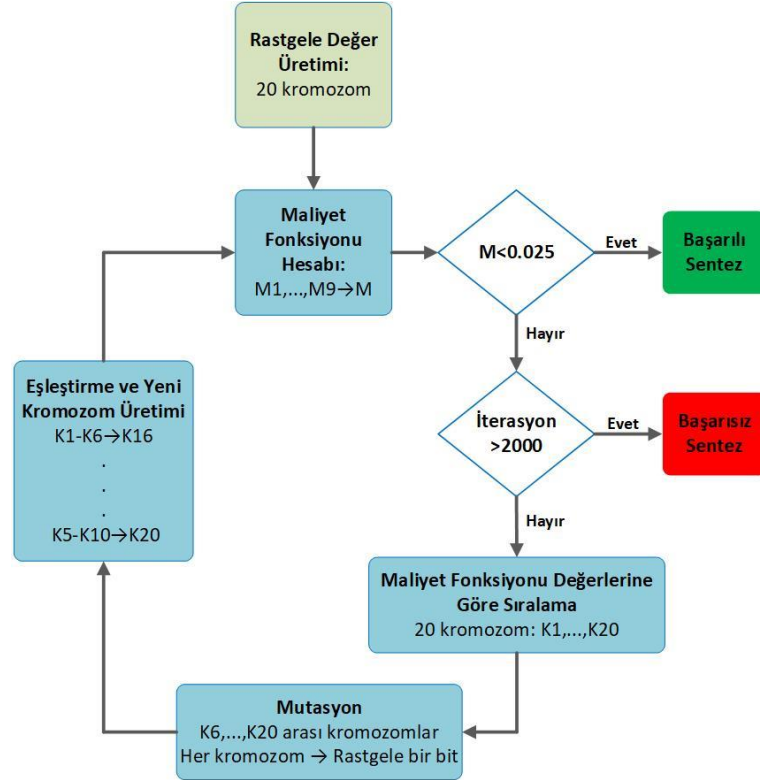 Rastgele Değer
Üretimi:
20 kromozom
Maliyet
Fonksiyonu
Hesabı:
M1,...,M9→M
M<0.025
Evet
Başarılı
Sentez
Hayır
İterasyon
>2000
Evet
Başarısız
Sentez
Hayır
Maliyet Fonksiyonu Değerlerine
Göre Sıralama
20 kromozom: K1,...,K20
Mutasyon
K6,...,K20 arası kromozomlar
Her kromozom → Rastgele bir bit
Eşleştirme ve Yeni
Kromozom Üretimi
K1-K6→K16
.
.
.
K5-K10→K20